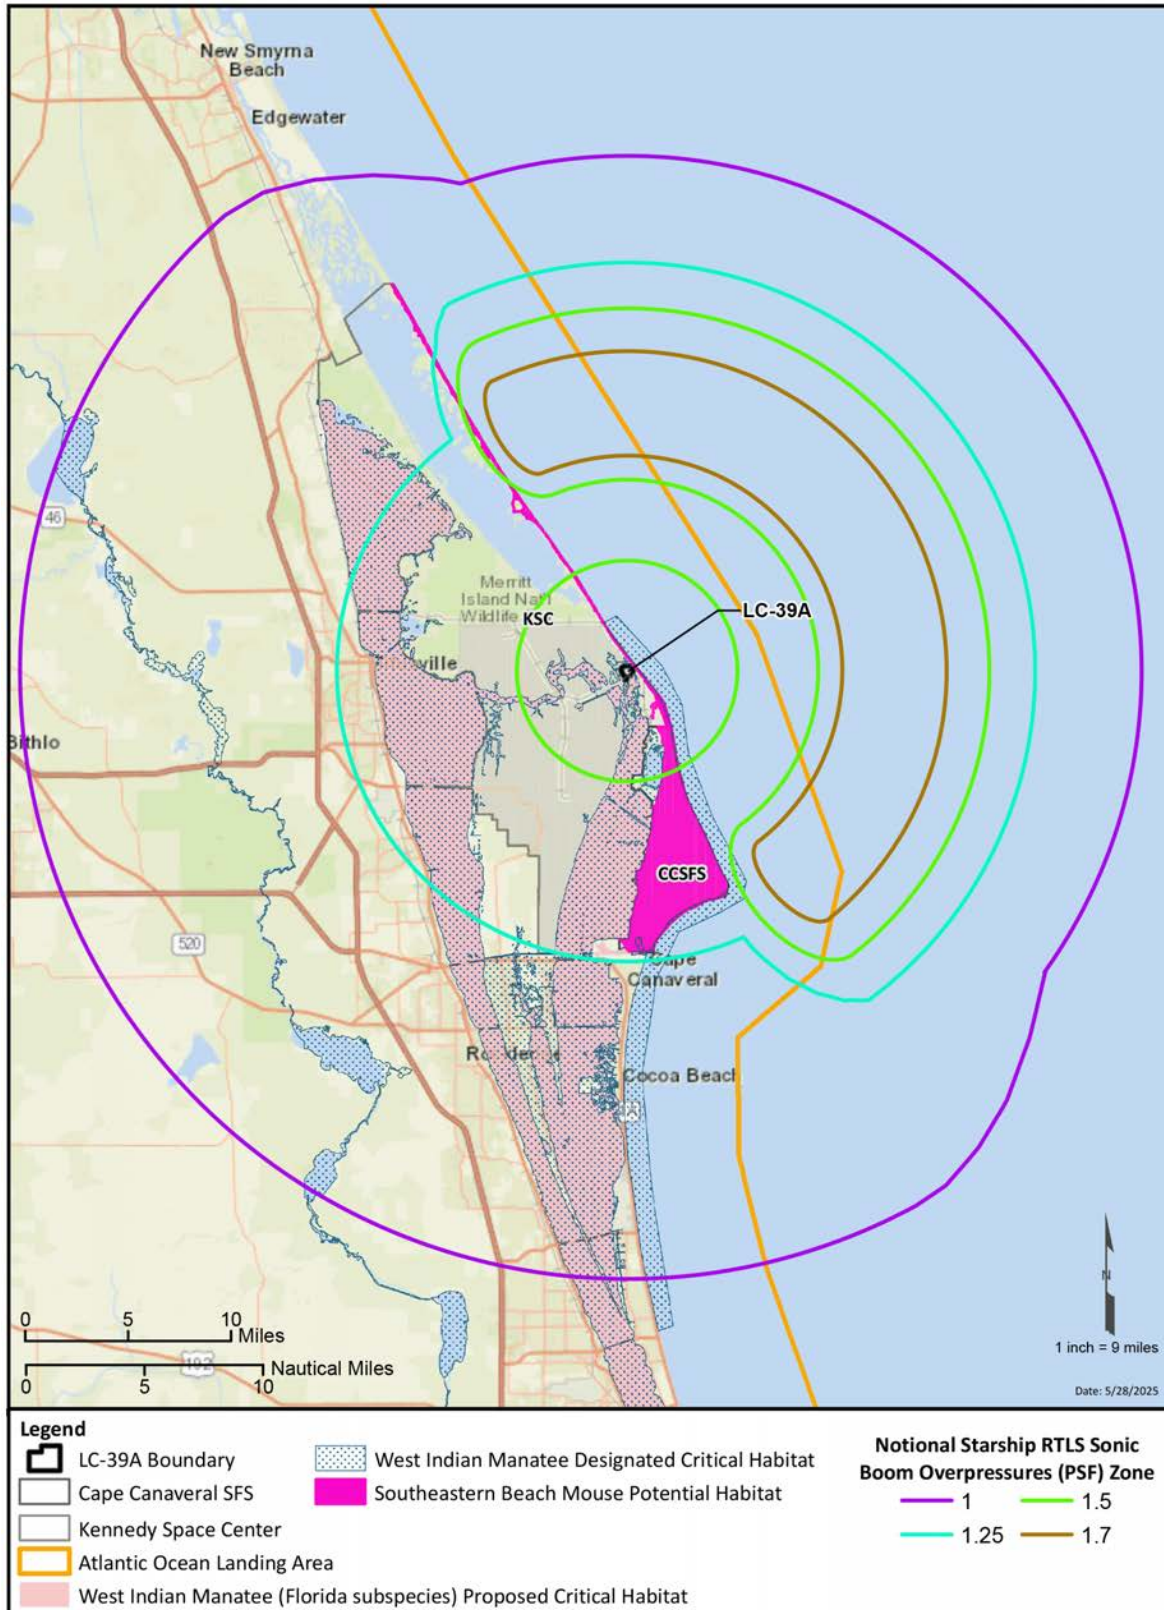 New Smyrna
Beach
Edgewater
46
Merritt
Island Nat'l
Wildlife
KSC
LC-39A
ville
Bithlo
CCSFS
520
Cape
Canaveral
Cocoa Beach
0 5 10
Miles
192
Nautical Miles
0 5 10
N
1 inch = 9 miles
Date: 5/28/2025
Legend
LC-39A Boundary
Cape Canaveral SFS
Kennedy Space Center
Atlantic Ocean Landing Area
West Indian Manatee (Florida subspecies) Proposed Critical Habitat
West Indian Manatee Designated Critical Habitat
Southeastern Beach Mouse Potential Habitat
Notional Starship RTLS Sonic
Boom Overpressures (PSF) Zone
1 1.5
1.25 1.7